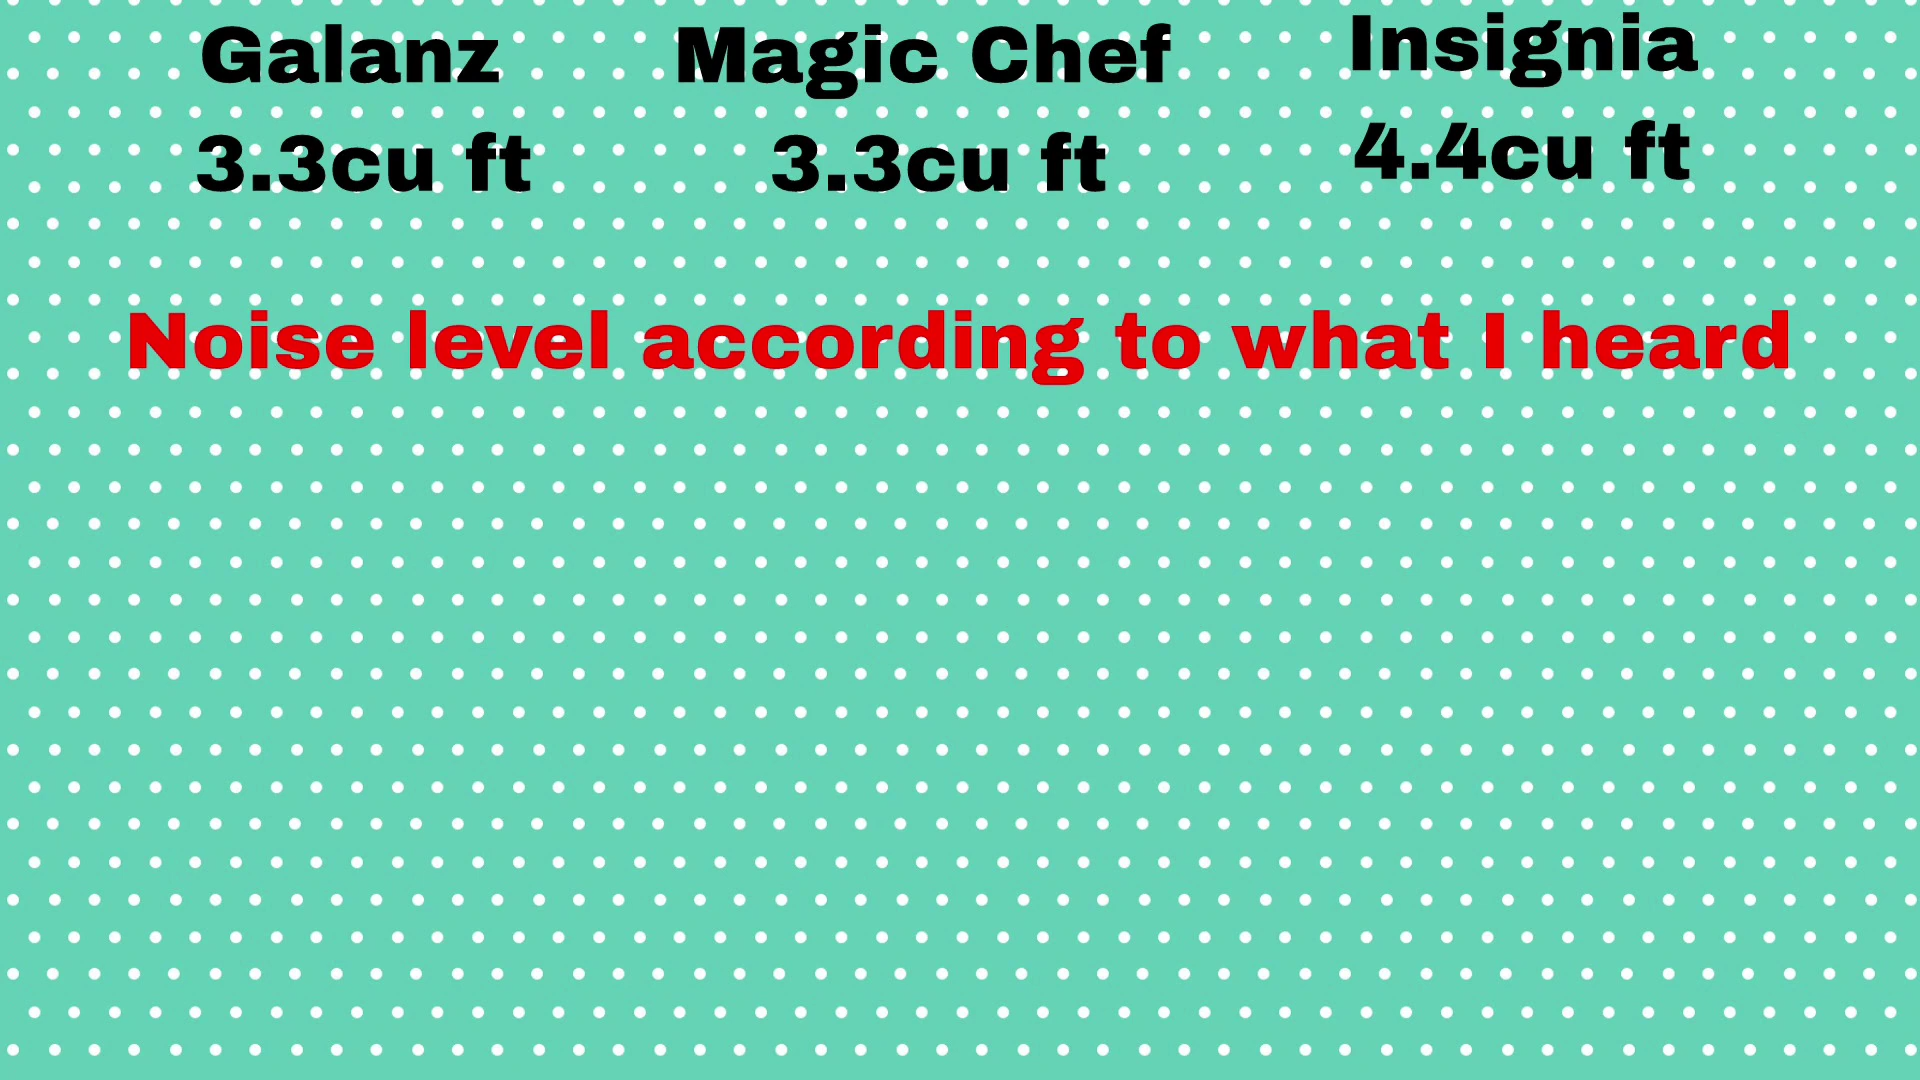 Galanz Magic Chef Insignia
3.3cu ft 3.3cu ft 4.4cu ft
Noise level according to what I heard